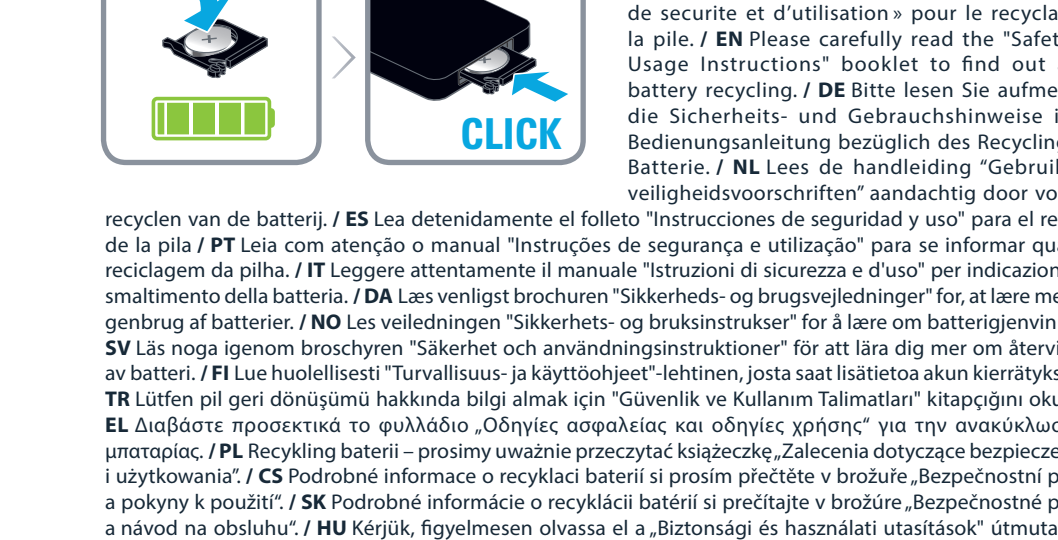 CLICK
de securite et d’utilisation» pour le recycla
la pile. / EN Please carefully read the "Safet
Usage Instructions" booklet to find out
battery recycling. / DE Bitte lesen Sie aufme
die Sicherheits- und Gebrauchshinweise i
Bedienungsanleitung bezüglich des Recycling
Batterie. / NL Lees de handleiding “Gebruik
veiligheidsvoorschriften” aandachtig door vo
recyclen van de batterij. / ES Lea detenidamente el folleto "Instrucciones de seguridad y uso" para el re
de la pila / PT Leia com atenção o manual "Instruções de segurança e utilização" para se informar qua
reciclagem da pilha. / IT Leggere attentamente il manuale "Istruzioni di sicurezza e d'uso" per indicazion
smaltimento della batteria. / DA Læs venligst brochuren "Sikkerheds- og brugsvejledninger" for, at lære me
genbrug af batterier. / NO Les veiledningen "Sikkerhets- og bruksinstrukser" for å lære om batterigjenvin
SV Läs noga igenom broschyren "Säkerhet och användningsinstruktioner" för att lära dig mer om återvi
av batteri. / FI Lue huolellisesti "Turvallisuus- ja käyttöohjeet"-lehtinen, josta saat lisätietoa akun kierrätyks
TR Lütfen pil geri dönüşümü hakkında bilgi almak için "Güvenlik ve Kullanım Talimatları" kitapçığını oku
EL Διαβάστε προσεκτικά το φυλλάδιο „Οδηγίες ασφαλείας και οδηγίες χρήσης“ για την ανακύκλωσ
μπαταρίας. / PL Recykling baterii – prosimy uważnie przeczytać książeczkę „Zalecenia dotyczące bezpiecze
i użytkowania”. / CS Podrobné informace o recyklaci baterií si prosím přečtěte v brožuře „Bezpečnostní p
a pokyny k použití“. / SK Podrobné informácie o recyklácii batérií si prečítajte v brožúre „Bezpečnostné p
a návod na obsluhu“. / HU Kérjük, figyelmesen olvassa el a „Biztonsági és használati utasítások" útmuta